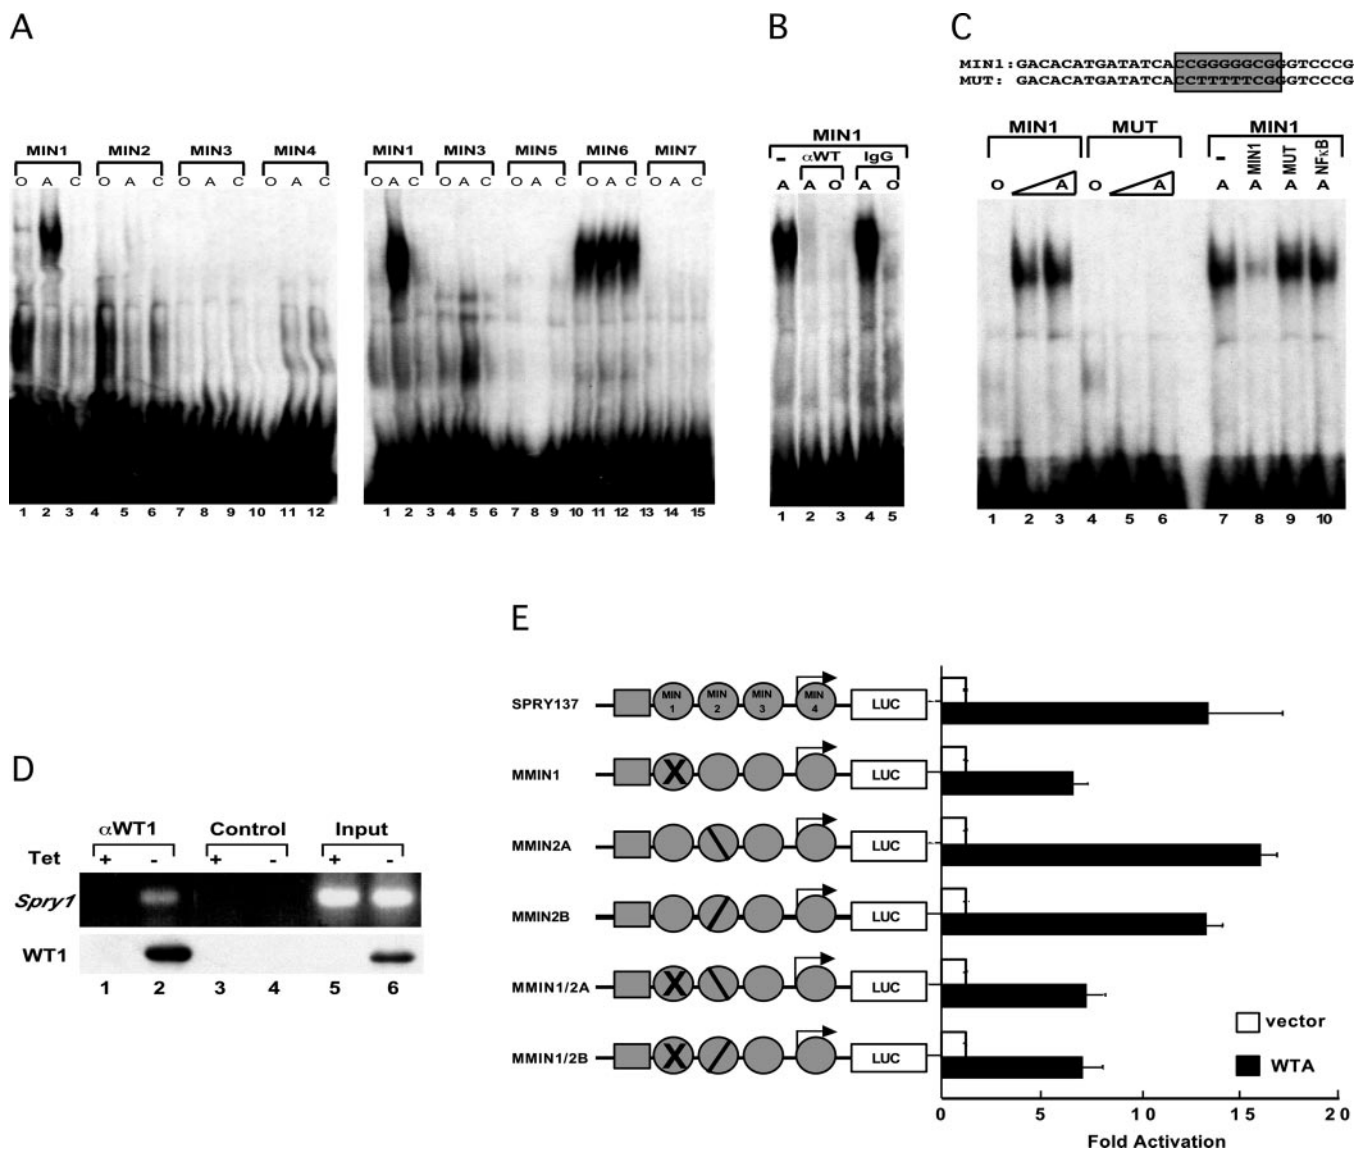 A
MIN1 MIN2 MIN3 MIN4
O A C O A C O A C O A C
1 2 3 4 5 6 7 8 9 10 11 12
MIN1 MIN3 MIN5 MIN6 MIN7
O A C O A C O A C O A C O A C
1 2 3 4 5 6 7 8 9 10 11 12 13 14 15
B
MIN1
- αWT IgG
A A O A O
1 2 3 4 5
C
MIN1:GACACATGATATCACCGGGGGCGGGTCCCG
MUT: GACACATGATATCACCTTTTTCGGGTCCCG
MIN1 MUT MIN1
- MIN1 MUT NFκB
O A O A A A A A
1 2 3 4 5 6 7 8 9 10
D
αWT1 Control Input
Tet + - + - + -
Spry1
WT1
1 2 3 4 5 6
E
SPRY137 MIN 1 MIN 2 MIN 3 MIN 4 LUC
MMIN1 X LUC
MMIN2A LUC
MMIN2B LUC
MMIN1/2A X LUC
MMIN1/2B X LUC
vector
WTA
0 5 10 15 20
Fold Activation